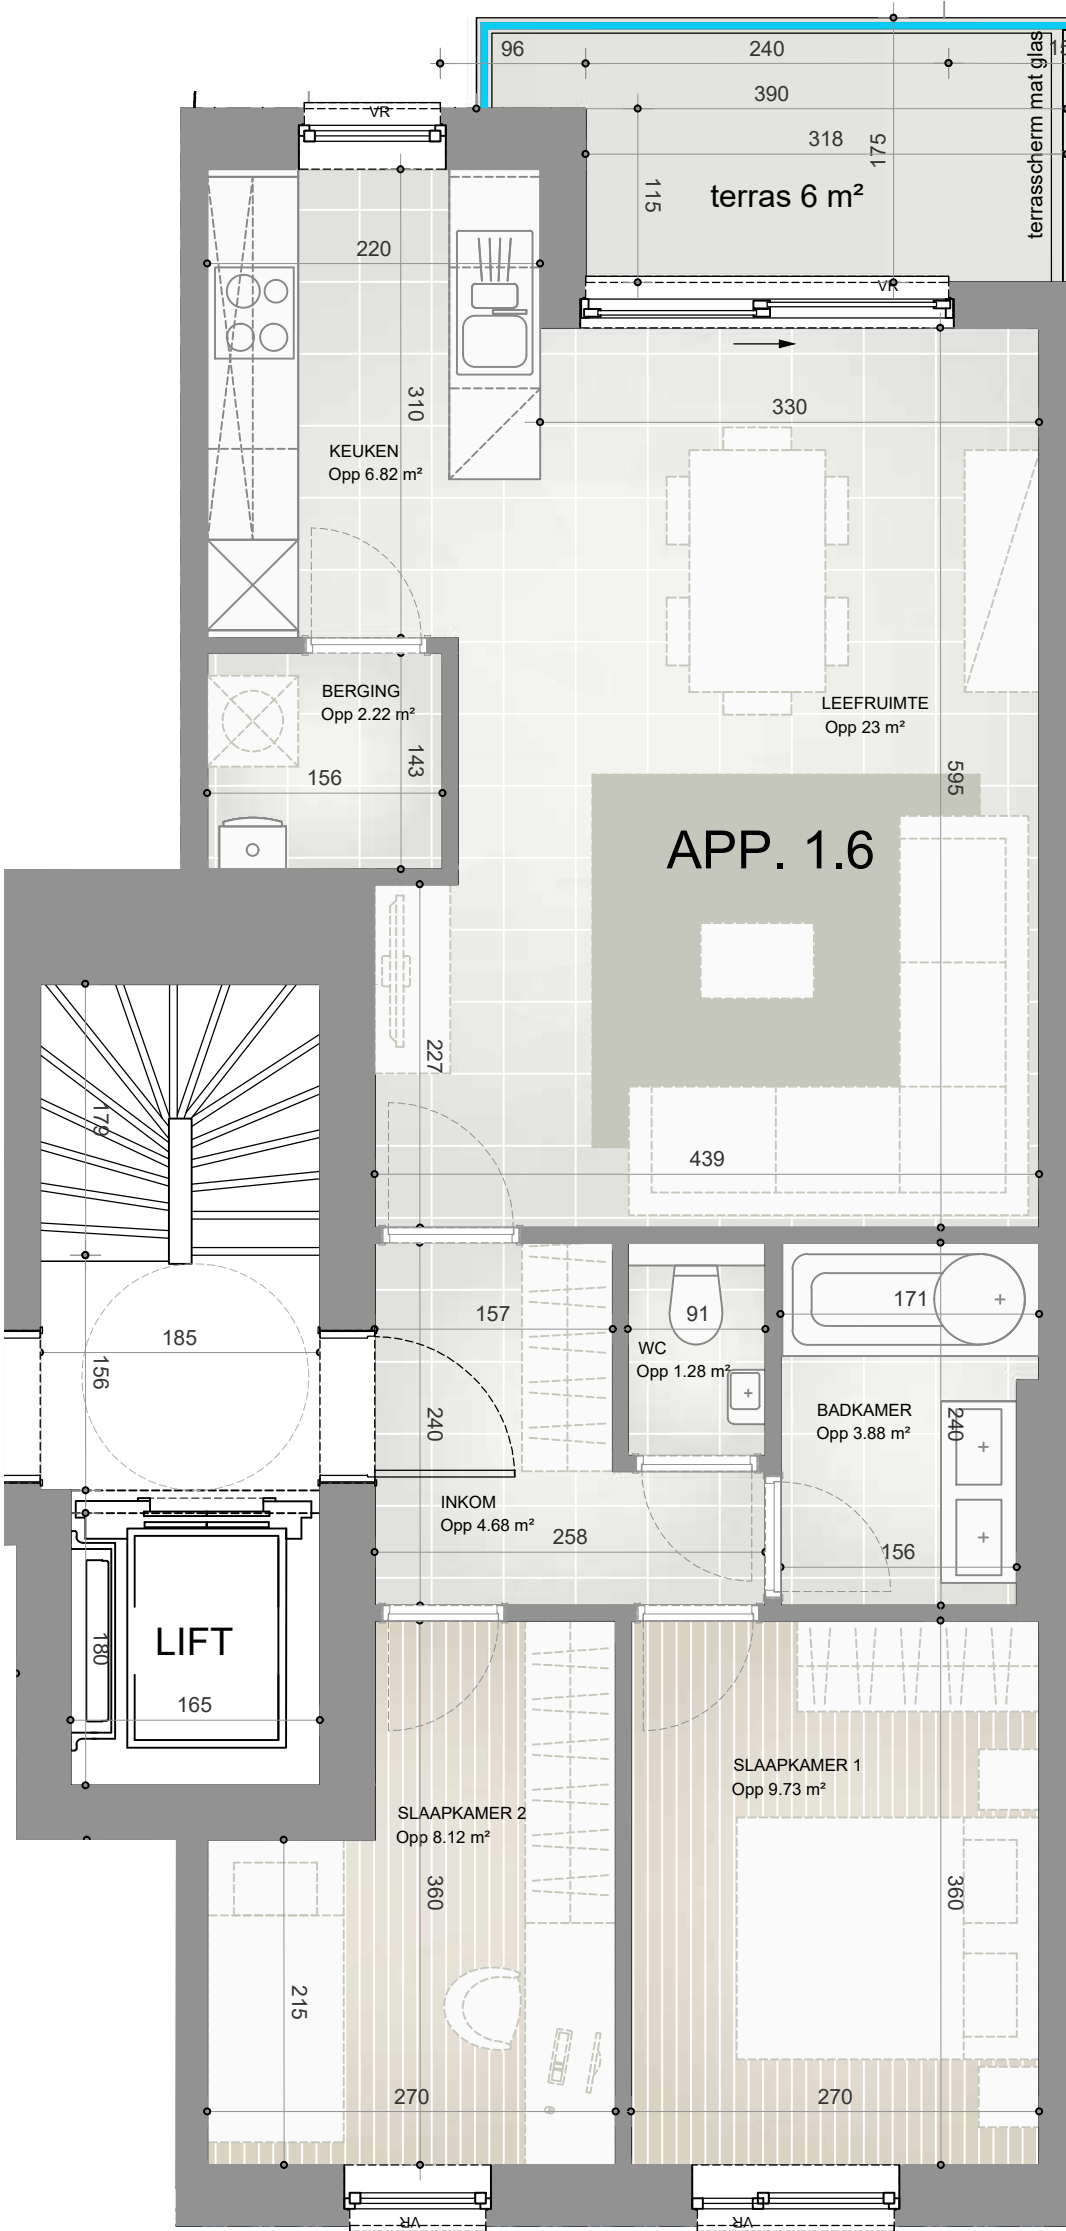 96
240
15
390
318
175
115
terras 6 m²
terrasscherm mat glas
VR
VR
220
310
330
KEUKEN
Opp 6.82 m²
BERGING
Opp 2.22 m²
143
156
LEEFRUIMTE
Opp 23 m²
595
APP. 1.6
227
439
179
185
156
157
91
171
WC
Opp 1.28 m²
240
BADKAMER
Opp 3.88 m²
240
INKOM
Opp 4.68 m²
258
156
LIFT
180
165
SLAAPKAMER 1
Opp 9.73 m²
SLAAPKAMER 2
Opp 8.12 m²
360
360
215
270
270
VR
VR